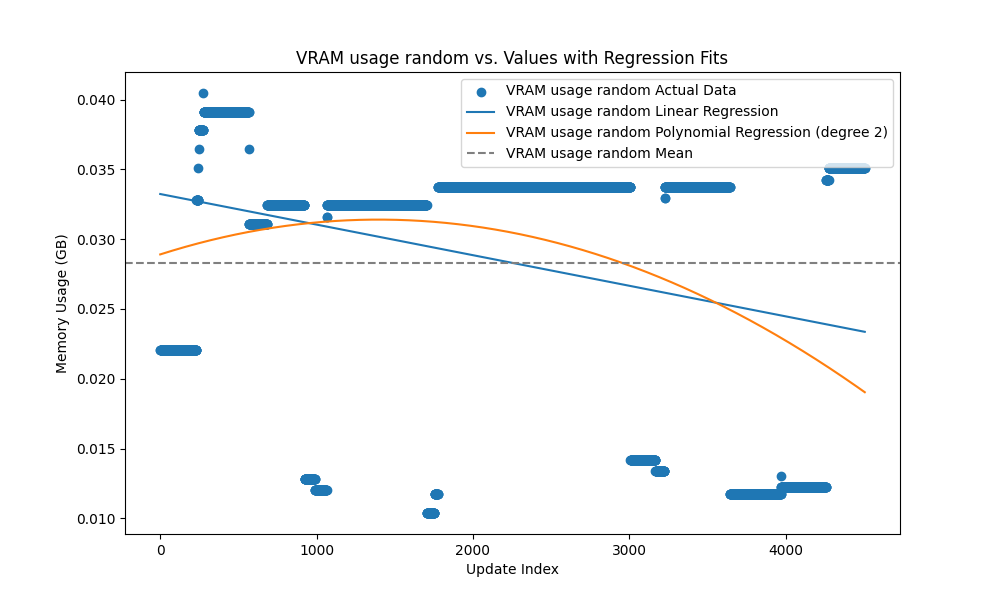 VRAM usage random vs. Values with Regression Fits
VRAM usage random Actual Data
VRAM usage random Linear Regression
VRAM usage random Polynomial Regression (degree 2)
VRAM usage random Mean
Memory Usage (GB)
0.040
0.035
0.030
0.025
0.020
0.015
0.010
0
1000
2000
3000
4000
Update Index